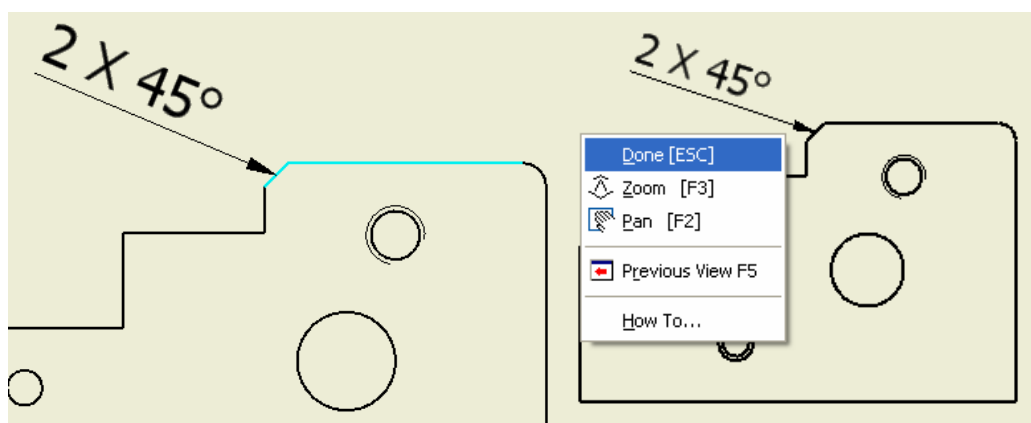 2 X 45°
2 X 45°
Done [ESC]
Zoom [F3]
Pan [F2]
Previous View F5
How To...